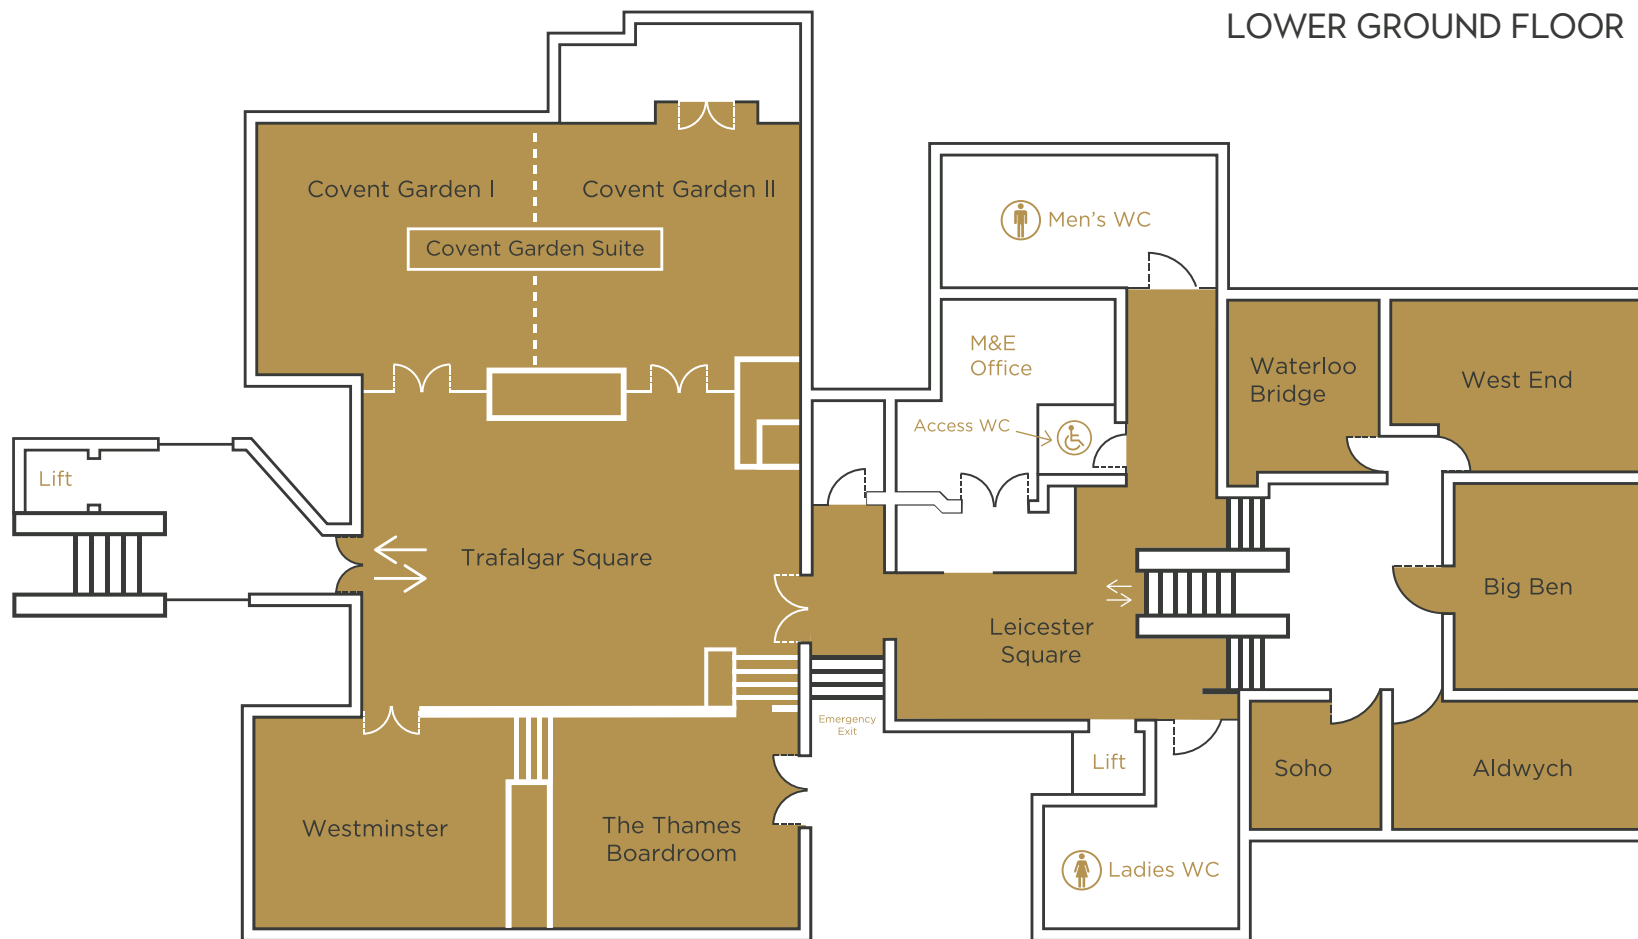 LOWER GROUND FLOOR
Covent Garden I
Covent Garden II
Covent Garden Suite
Men's WC
M&E
Office
Access WC
Waterloo
Bridge
West End
Lift
Trafalgar Square
Big Ben
Leicester
Square
Emergency
Exit
Lift
Soho
Aldwych
Westminster
The Thames
Boardroom
Ladies WC